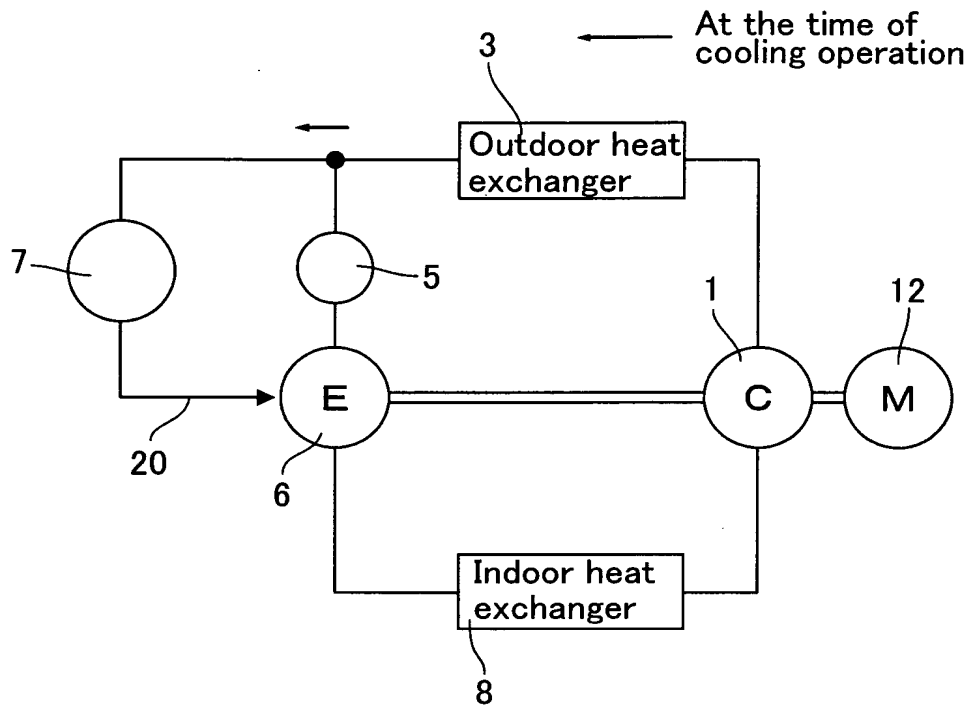 At the time of
cooling operation
3
Outdoor heat
exchanger
7
5
1
12
E
C
M
20
6
Indoor heat
exchanger
8